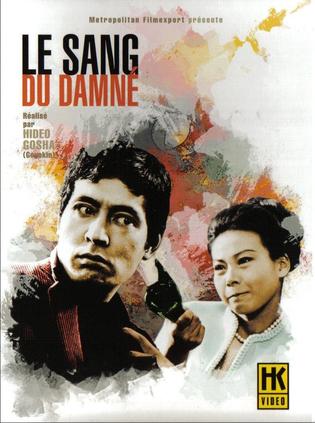 Metropolitan Filmexport présente
LE SANG
DU DAMNÉ
Réalisé
par
HIDEO
GOSHA
(Goyokin)
HK
VIDEO